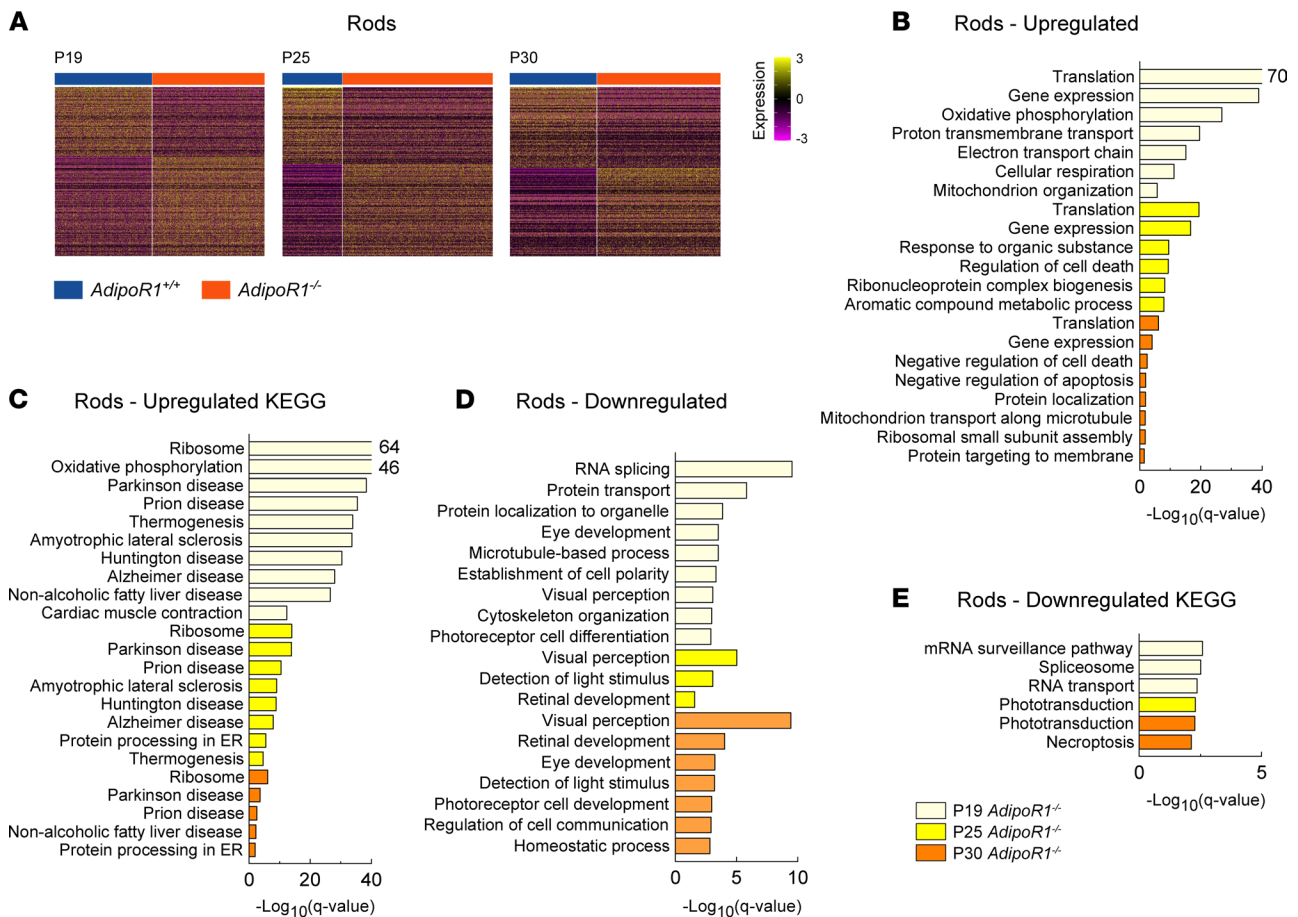 A
Rods
P19
P25
P30
Expression
3
0
-3
AdipoR1+/+
AdipoR1-/-
B
Rods - Upregulated
Translation
70
Gene expression
Oxidative phosphorylation
Proton transmembrane transport
Electron transport chain
Cellular respiration
Mitochondrion organization
Translation
Gene expression
Response to organic substance
Regulation of cell death
Ribonucleoprotein complex biogenesis
Aromatic compound metabolic process
Translation
Gene expression
Negative regulation of cell death
Negative regulation of apoptosis
Protein localization
Mitochondrion transport along microtubule
Ribosomal small subunit assembly
Protein targeting to membrane
0 20 40
-Log10(q-value)
C
Rods - Upregulated KEGG
Ribosome
64
Oxidative phosphorylation
46
Parkinson disease
Prion disease
Thermogenesis
Amyotrophic lateral sclerosis
Huntington disease
Alzheimer disease
Non-alcoholic fatty liver disease
Cardiac muscle contraction
Ribosome
Parkinson disease
Prion disease
Amyotrophic lateral sclerosis
Huntington disease
Alzheimer disease
Protein processing in ER
Thermogenesis
Ribosome
Parkinson disease
Prion disease
Non-alcoholic fatty liver disease
Protein processing in ER
0 20 40
-Log10(q-value)
D
Rods - Downregulated
RNA splicing
Protein transport
Protein localization to organelle
Eye development
Microtubule-based process
Establishment of cell polarity
Visual perception
Cytoskeleton organization
Photoreceptor cell differentiation
Visual perception
Detection of light stimulus
Retinal development
Visual perception
Retinal development
Eye development
Detection of light stimulus
Photoreceptor cell development
Regulation of cell communication
Homeostatic process
0 5 10
-Log10(q-value)
E
Rods - Downregulated KEGG
mRNA surveillance pathway
Spliceosome
RNA transport
Phototransduction
Phototransduction
Necroptosis
0 5
-Log10(q-value)
P19 AdipoR1-/-
P25 AdipoR1-/-
P30 AdipoR1-/-